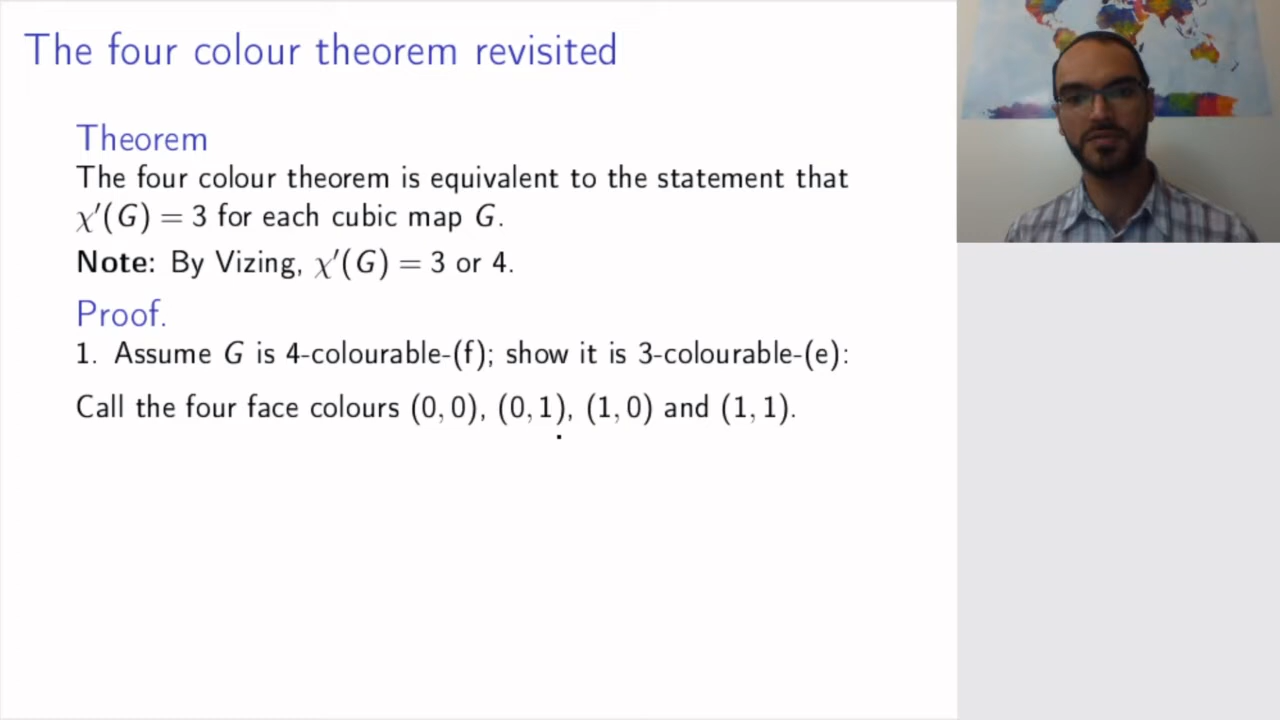 The four colour theorem revisited
Theorem
The four colour theorem is equivalent to the statement that
χ′(G) = 3 for each cubic map G.
Note: By Vizing, χ′(G) = 3 or 4.
Proof.
1. Assume G is 4-colourable-(f); show it is 3-colourable-(e):
Call the four face colours (0, 0), (0, 1), (1, 0) and (1, 1).